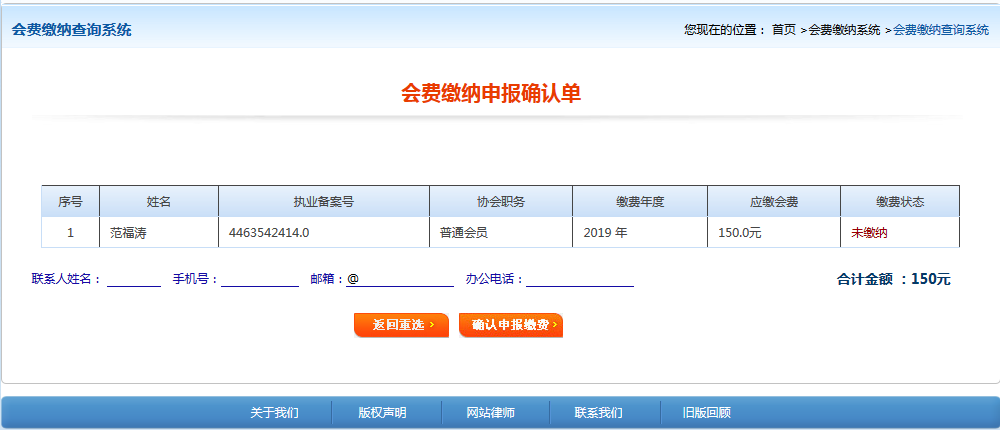 会费缴纳查询系统 您现在的位置： 首页 >会费缴纳系统 >会费缴纳查询系统
会费缴纳申报确认单
序号 姓名 执业备案号 协会职务 缴费年度 应缴会费 缴费状态
1 范福涛 4463542414.0 普通会员 2019 年 150.0元 未缴纳
联系人姓名： 手机号： 邮箱：@ 办公电话： 合计金额 ：150元
返回重选 › 确认申报缴费 ›
关于我们 版权声明 网站律师 联系我们 旧版回顾